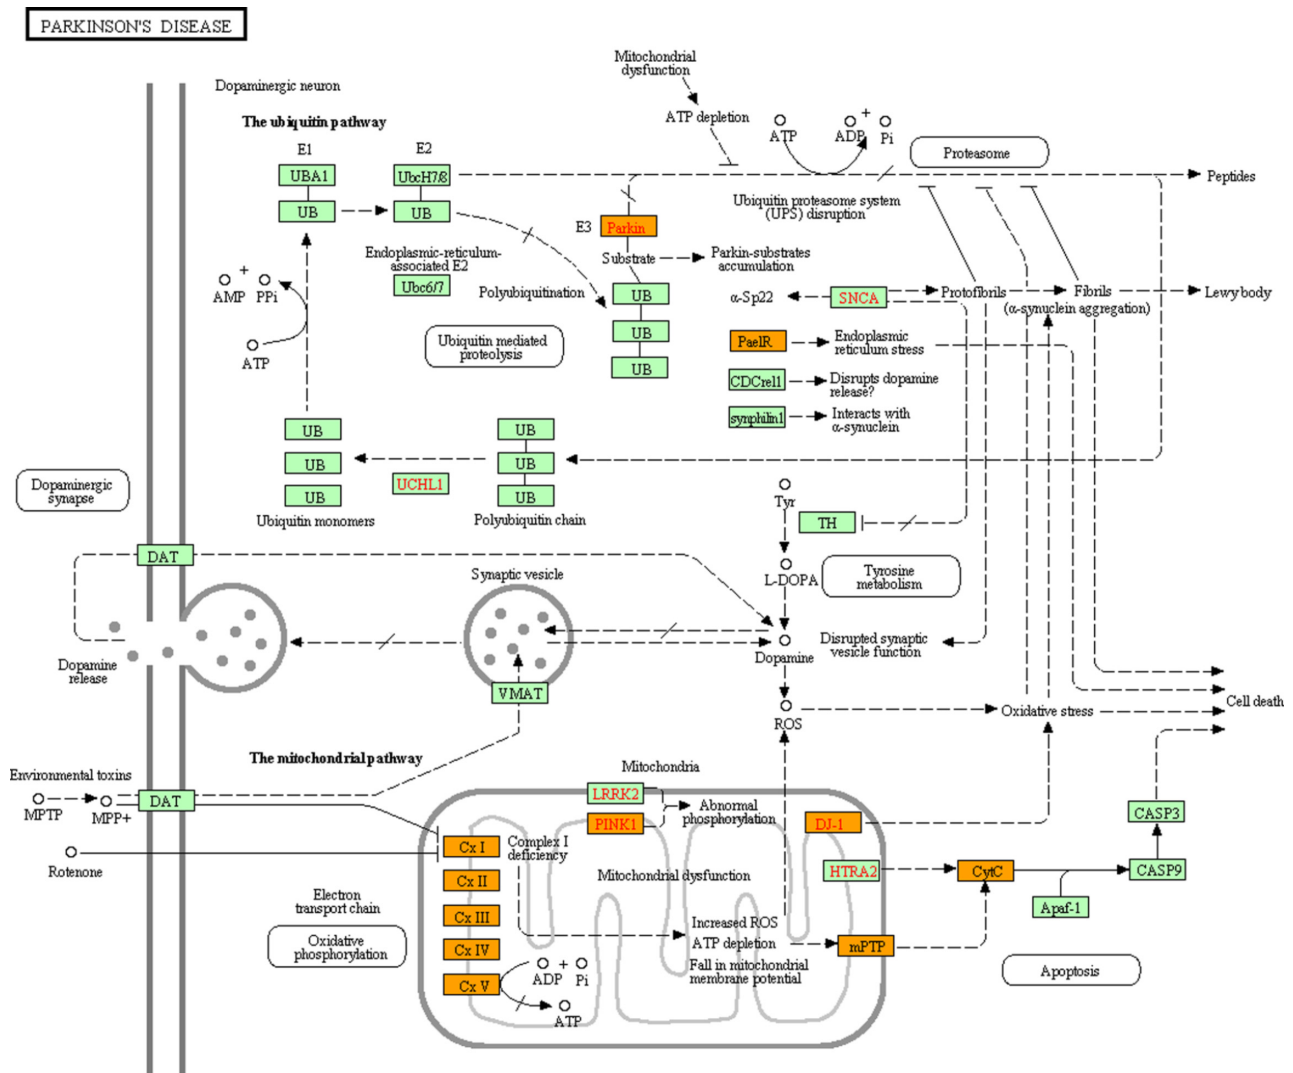 PARKINSON'S DISEASE
Dopaminergic neuron
The ubiquitin pathway
Mitochondrial
dysfunction
ATP depletion
ATP
ADP
+
Pi
Proteasome
E1
UBA1
UB
E2
UbcH7/8
UB
Peptides
Ubiquitin proteasome system
(UPS) disruption
E3
Parkin
Substrate
Parkin-substrates
accumulation
Endoplasmic-reticulum-
associated E2
Ubc6/7
Polyubiquitination
UB
UB
UB
AMP
+
PPi
ATP
Ubiquitin mediated
proteolysis
α-Sp22
SNCA
Protofibrils
Fibrils
(α-synuclein aggregation)
Lewy body
PaelR
Endoplasmic
reticulum stress
CDCrel1
Disrupts dopamine
release?
synphilin1
Interacts with
α-synuclein
UB
UB
UB
Ubiquitin monomers
UCHL1
UB
UB
UB
Polyubiquitin chain
Dopaminergic
synapse
Tyr
TH
L-DOPA
Tyrosine
metabolism
DAT
Synaptic vesicle
Dopamine
release
Dopamine
Disrupted synaptic
vesicle function
VMAT
ROS
Oxidative stress
Cell death
The mitochondrial pathway
Environmental toxins
MPTP
MPP+
DAT
Rotenone
Mitochondria
LRRK2
PINK1
Abnormal
phosphorylation
DJ-1
CASP3
Cx I
Complex I
deficiency
Cx II
Cx III
Cx IV
Cx V
Mitochondrial dysfunction
HTRA2
CytC
CASP9
Apaf-1
Electron
transport chain
Oxidative
phosphorylation
Increased ROS
ATP depletion
Fall in mitochondrial
membrane potential
mPTP
ADP
+
Pi
ATP
Apoptosis